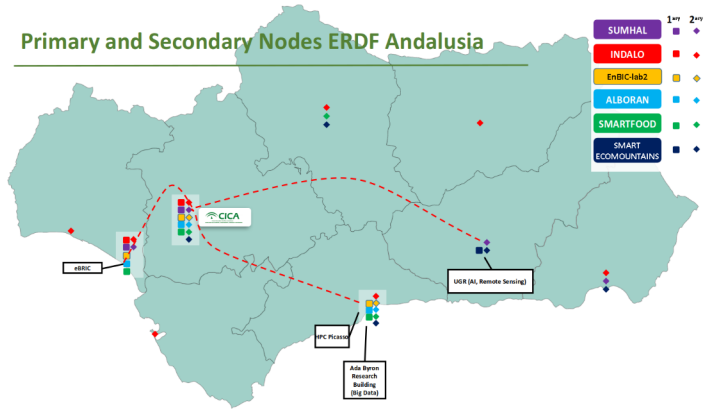 Primary and Secondary Nodes ERDF Andalusia
1ary 2ary
SUMHAL
INDALO
EnBIC-lab2
ALBORAN
SMARTFOOD
SMART
ECOMOUNTAINS
CICA
eBRIC
UGR (AI, Remote Sensing)
HPC Picasso
Ada Byron
Research
Building
(Big Data)